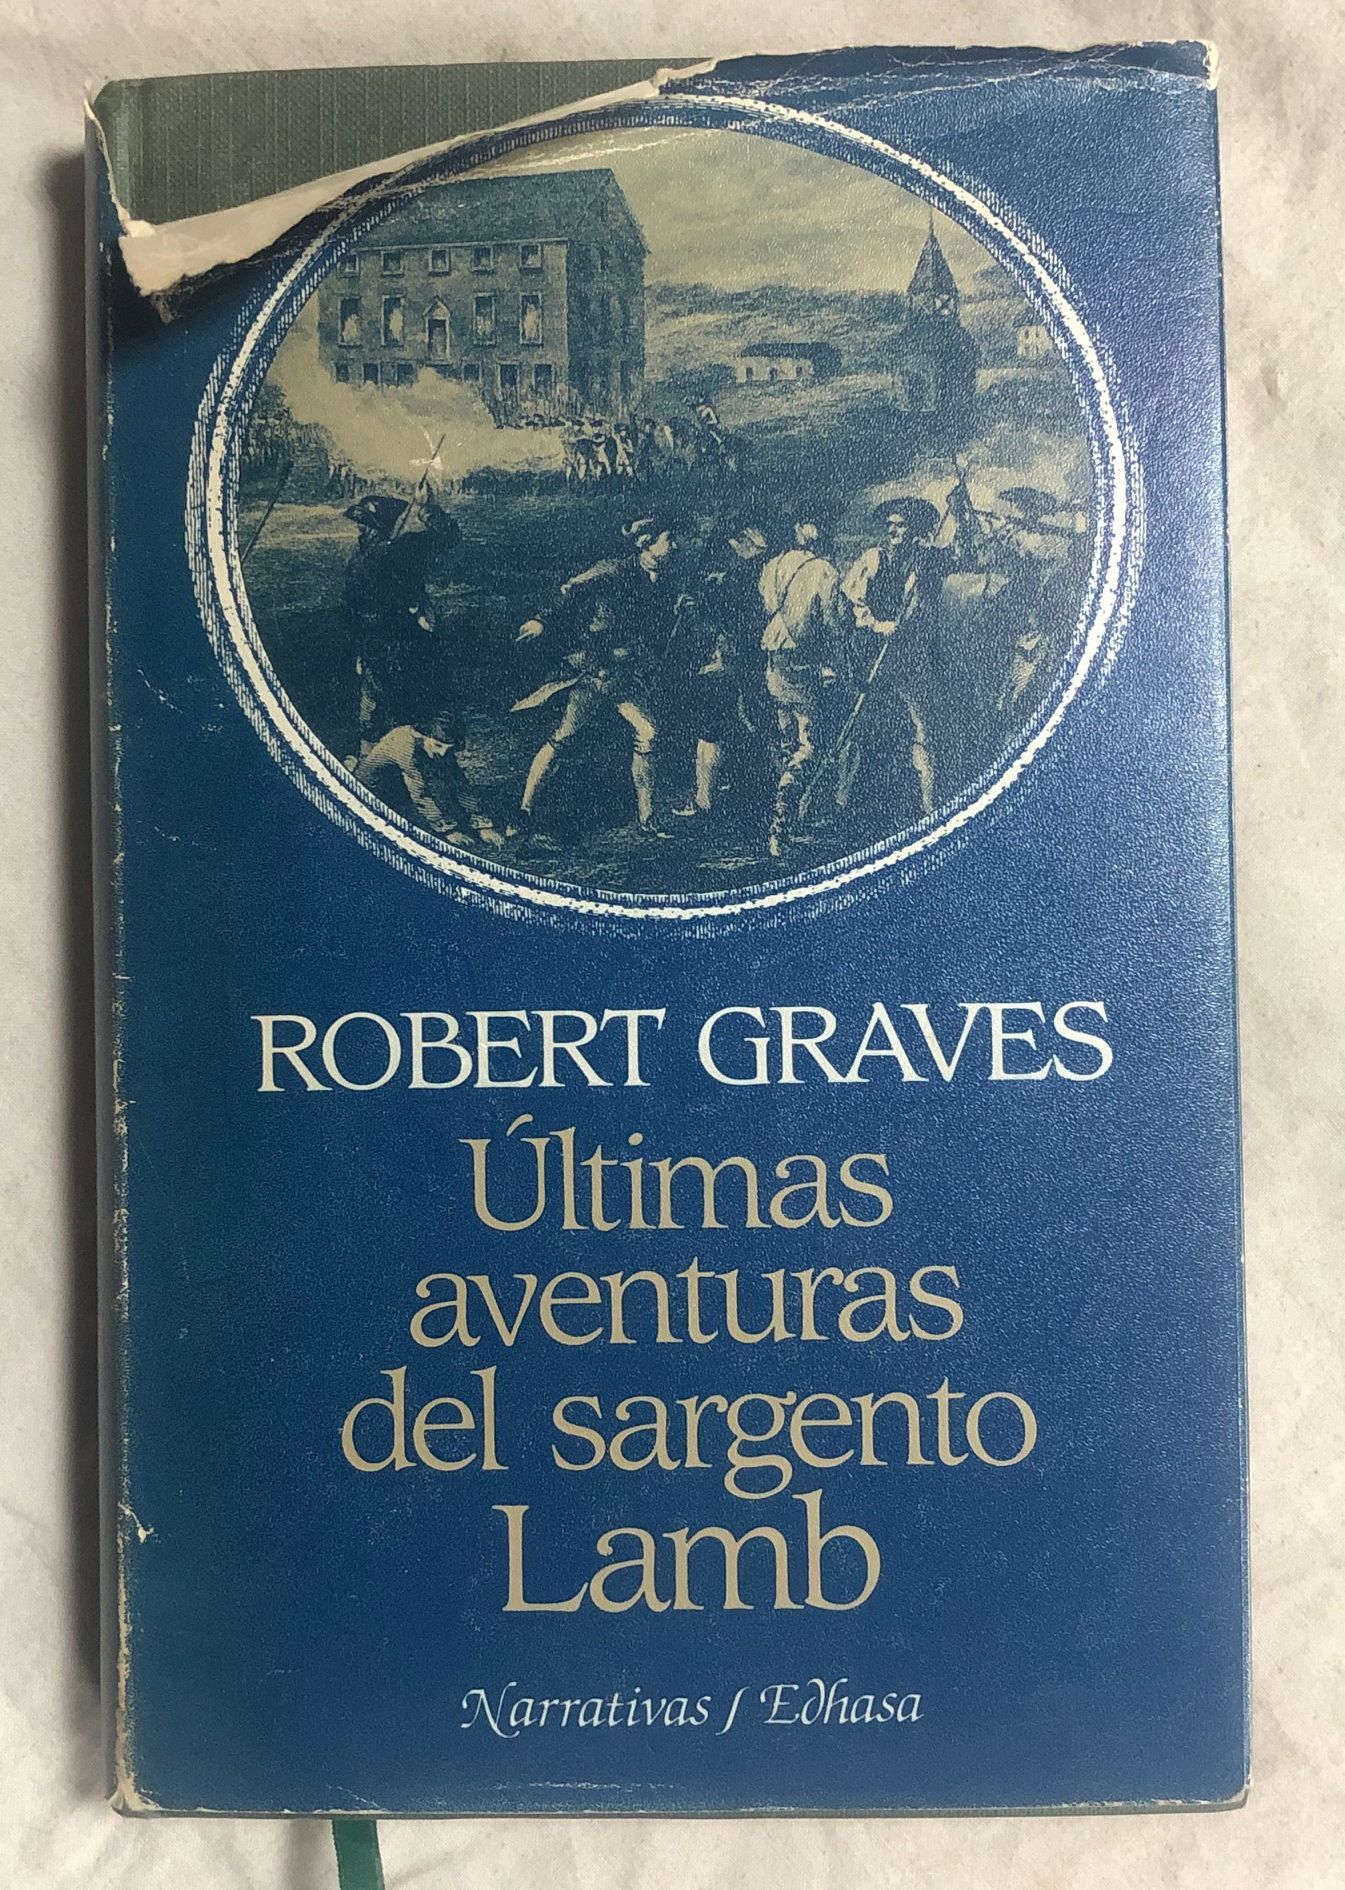 ROBERT GRAVES
Últimas
aventuras
del sargento
Lamb
Narrativas / Edhasa